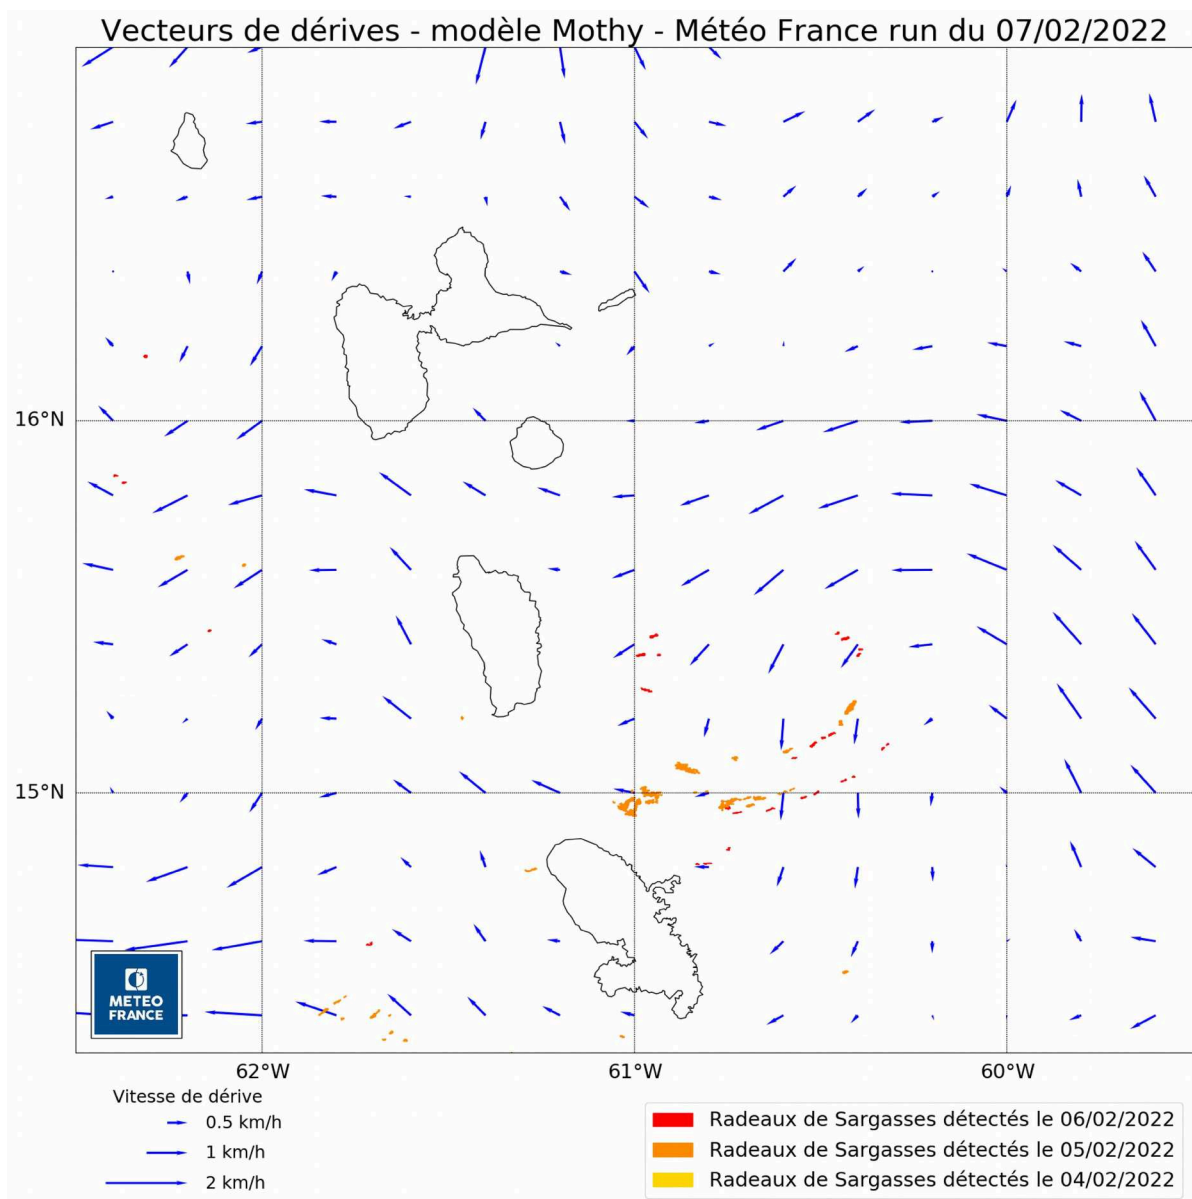 Vecteurs de dérives - modèle Mothy - Météo France run du 07/02/2022
16°N
15°N
METEO
FRANCE
62°W
61°W
60°W
Vitesse de dérive
0.5 km/h
1 km/h
2 km/h
Radeaux de Sargasses détectés le 06/02/2022
Radeaux de Sargasses détectés le 05/02/2022
Radeaux de Sargasses détectés le 04/02/2022